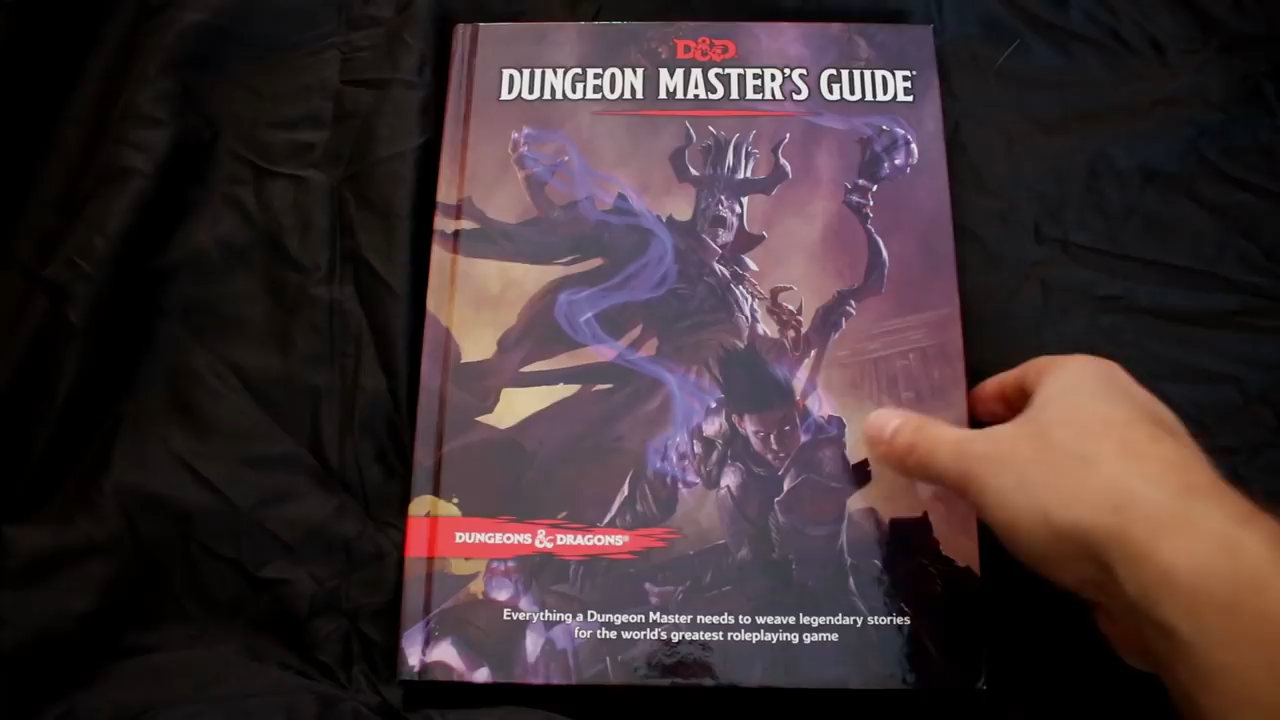 D&D
DUNGEON MASTER'S GUIDE®
DUNGEONS & DRAGONS®
Everything a Dungeon Master needs to weave legendary stories
for the world's greatest roleplaying game